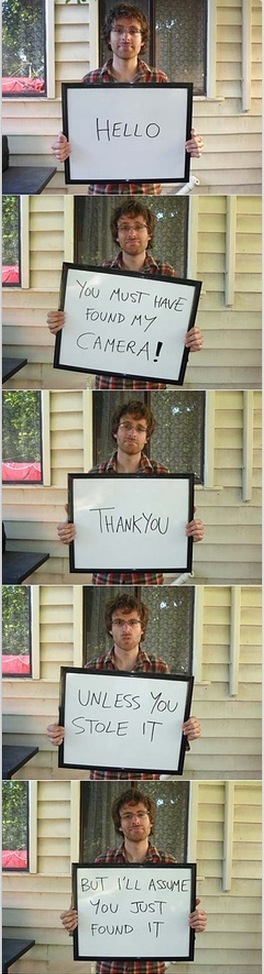 HELLO
YOU MUST HAVE
FOUND MY
CAMERA!
THANKYOU
UNLESS YOU
STOLE IT
BUT I'LL ASSUME
YOU JUST
FOUND IT